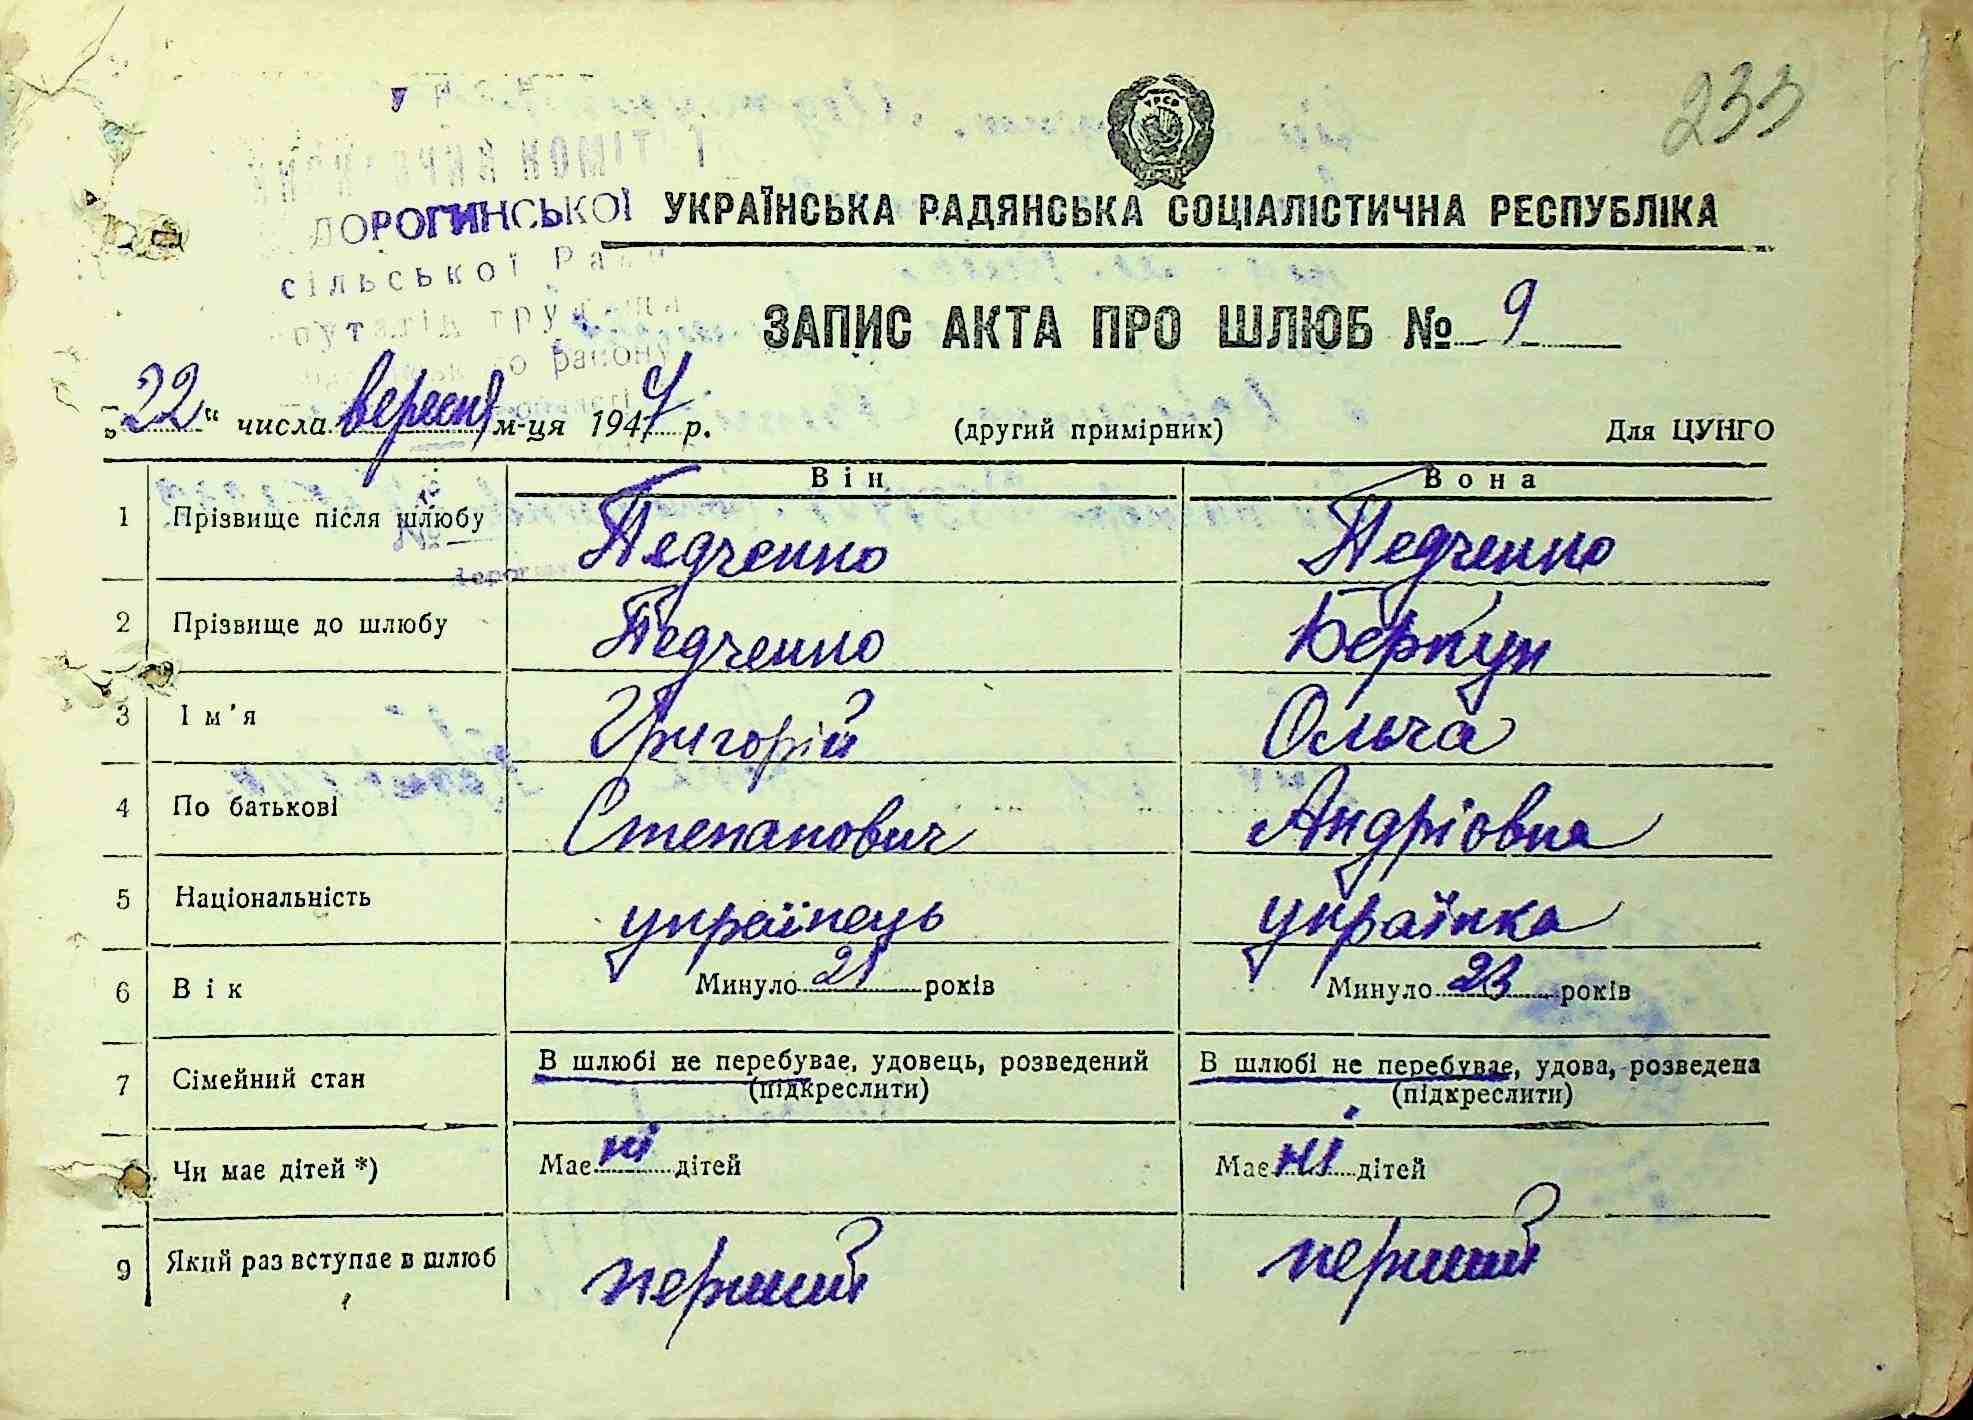 233
УРСР
ДОРОГИНСЬКОЇ
УКРАЇНСЬКА РАДЯНСЬКА СОЦІАЛІСТИЧНА РЕСПУБЛІКА
сільської Ради
району
ЗАПИС АКТА ПРО ШЛЮБ № 9
„22“ числа вересня м-ця 1947 р. (другий примірник) Для ЦУНГО
Він Вона
1 Прізвище після шлюбу Педченко Педченко
2 Прізвище до шлюбу Педченко Беркун
3 Ім'я Григорій Ольга
4 По батькові Степанович Андріовна
5 Національність українець українка
6 Вік Минуло 21 років Минуло 23 років
7 Сімейний стан В шлюбі не перебуває, удовець, розведений В шлюбі не перебуває, удова, розведена
(підкреслити) (підкреслити)
Чи має дітей *) Має ні дітей Має ні дітей
9 Який раз вступає в шлюб перший перший